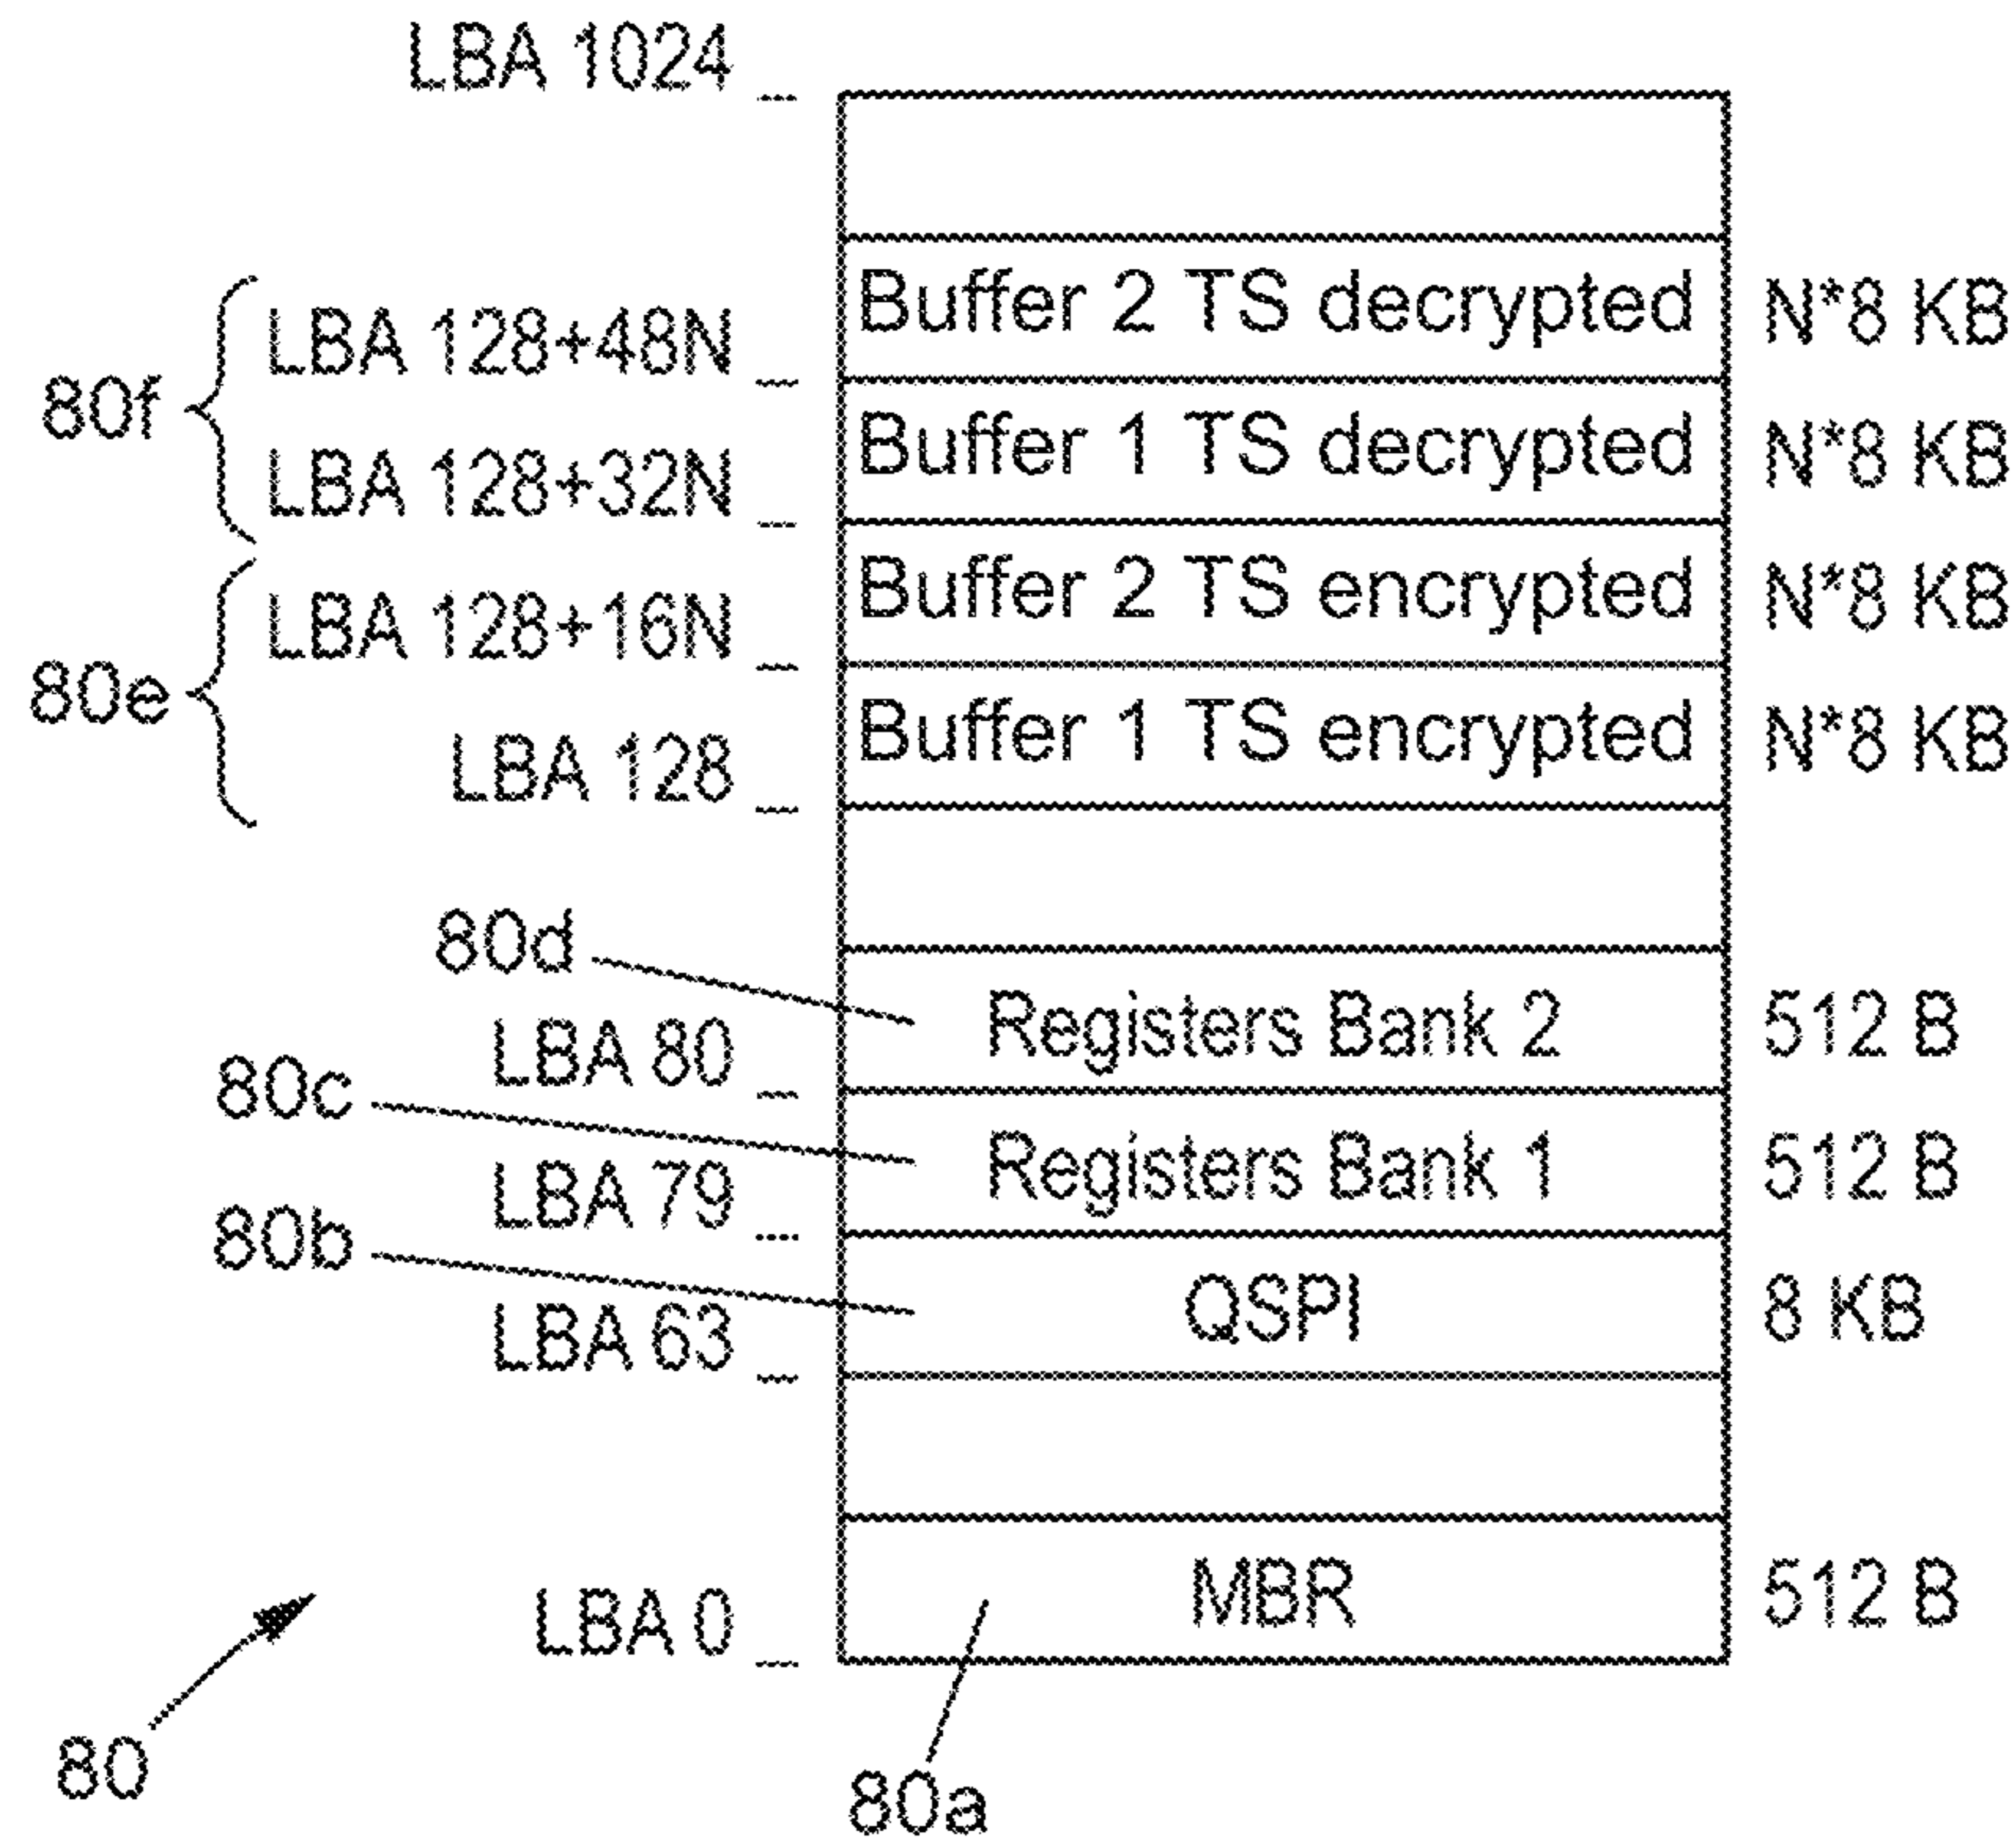 LBA 1024
Buffer 2 TS decrypted N*8 KB
LBA 128+48N
80f
Buffer 1 TS decrypted N*8 KB
LBA 128+32N
Buffer 2 TS encrypted N*8 KB
LBA 128+16N
80e
Buffer 1 TS encrypted N*8 KB
LBA 128
80d
Registers Bank 2 512 B
LBA 80
80c
Registers Bank 1 512 B
LBA 79
80b
QSPI 8 KB
LBA 63
MBR 512 B
LBA 0
80
80a